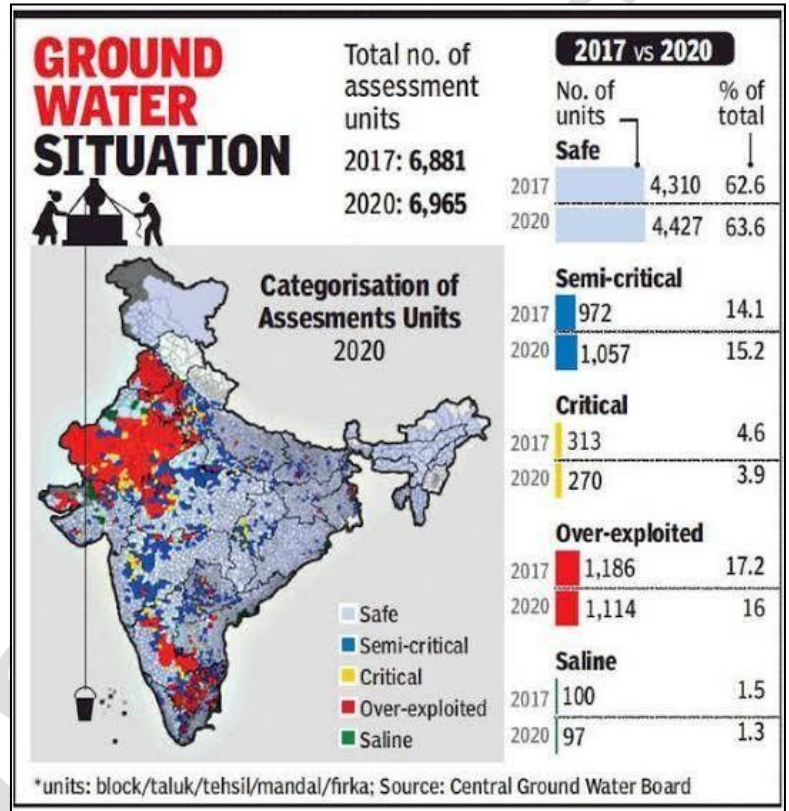 GROUND
WATER
SITUATION
Total no. of
assessment
units
2017: 6,881
2020: 6,965
2017 vs 2020
No. of
units
% of
total
Safe
2017 4,310 62.6
2020 4,427 63.6
Semi-critical
2017 972 14.1
2020 1,057 15.2
Critical
2017 313 4.6
2020 270 3.9
Over-exploited
2017 1,186 17.2
2020 1,114 16
Saline
2017 100 1.5
2020 97 1.3
Categorisation of
Assesments Units
2020
Safe
Semi-critical
Critical
Over-exploited
Saline
*units: block/taluk/tehsil/mandal/firka; Source: Central Ground Water Board